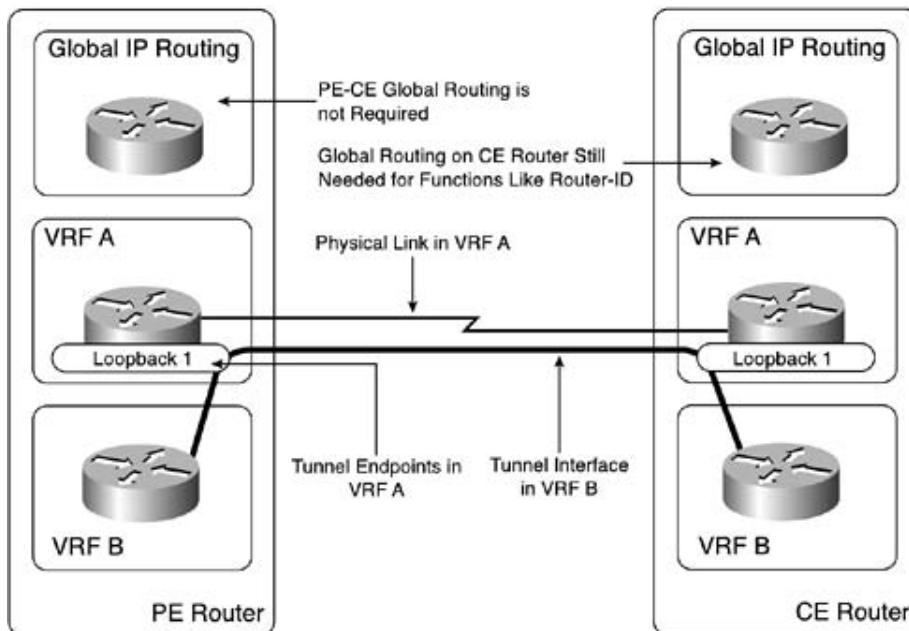 Global IP Routing
PE-CE Global Routing is
not Required
Global Routing on CE Router Still
Needed for Functions Like Router-ID
Global IP Routing
VRF A
Physical Link in VRF A
VRF A
Loopback 1
Loopback 1
Tunnel Endpoints in
VRF A
Tunnel Interface
in VRF B
VRF B
VRF B
PE Router
CE Router